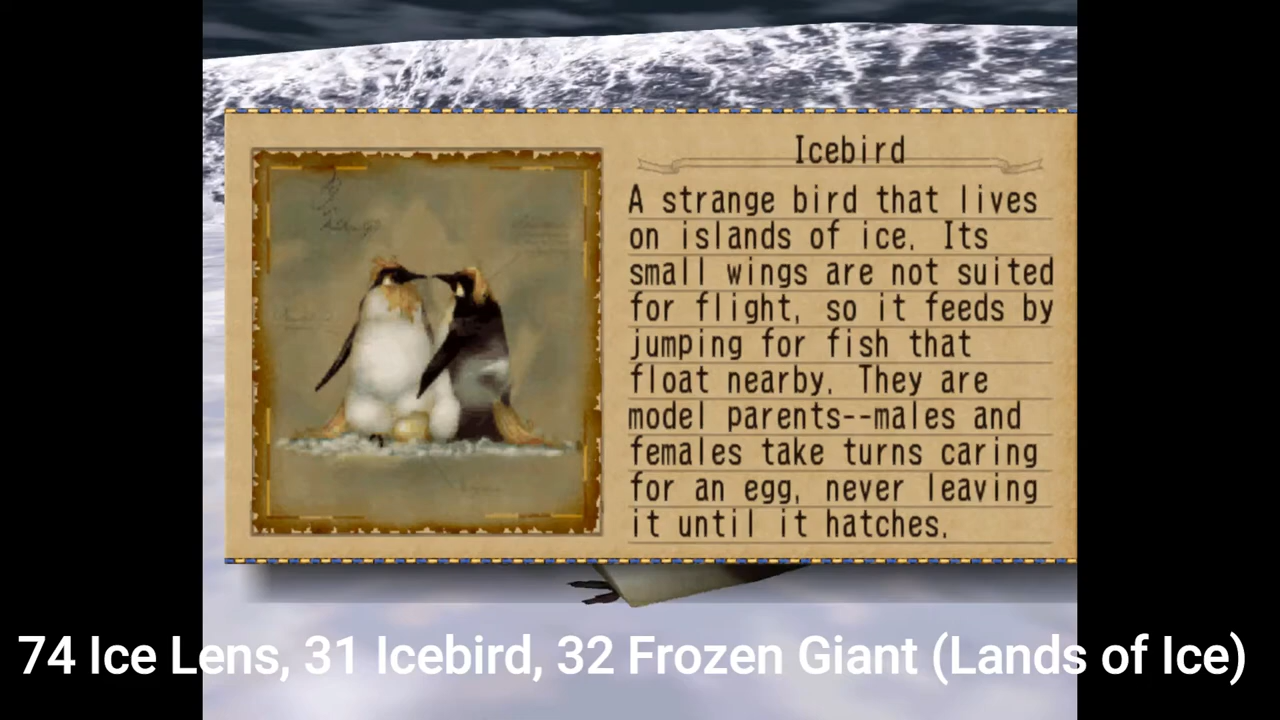 Icebird
A strange bird that lives
on islands of ice. Its
small wings are not suited
for flight, so it feeds by
jumping for fish that
float nearby. They are
model parents--males and
females take turns caring
for an egg, never leaving
it until it hatches.
74 Ice Lens, 31 Icebird, 32 Frozen Giant (Lands of Ice)